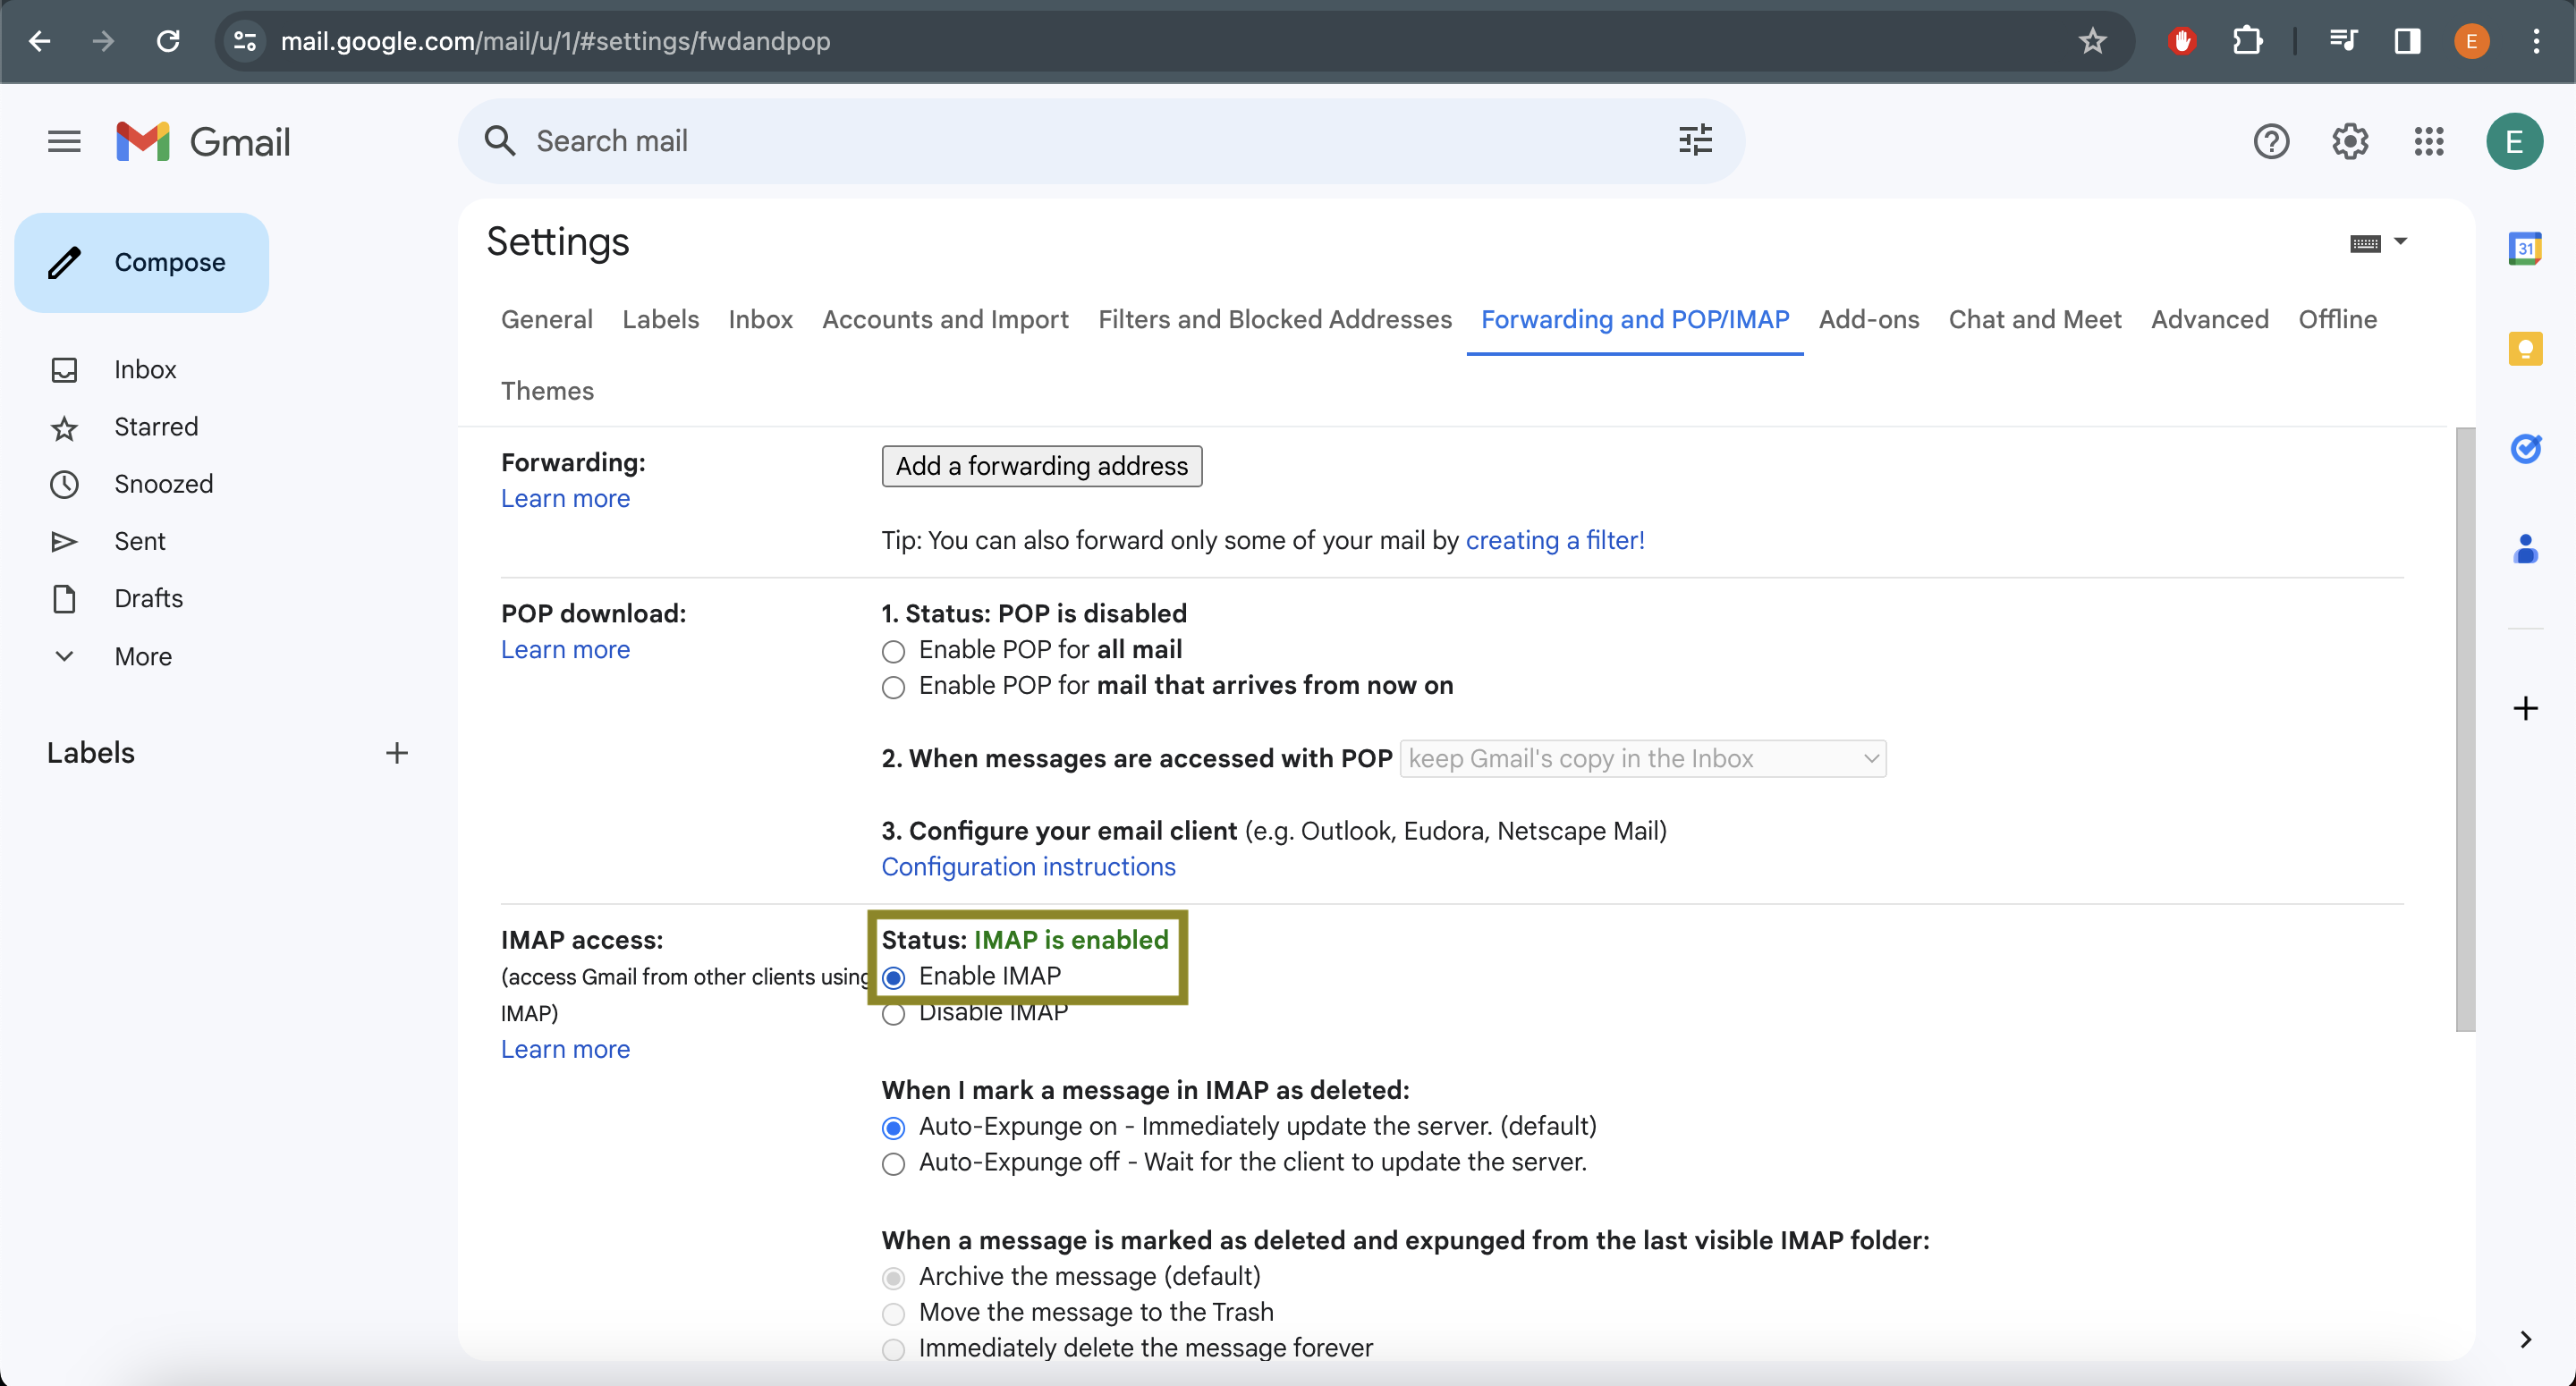 mail.google.com/mail/u/1/#settings/fwdandpop
E
Gmail
Search mail
E
Compose
Inbox
Starred
Snoozed
Sent
Drafts
More
Labels
Settings
General Labels Inbox Accounts and Import Filters and Blocked Addresses Forwarding and POP/IMAP Add-ons Chat and Meet Advanced Offline
Themes
Forwarding:
Learn more
Add a forwarding address
Tip: You can also forward only some of your mail by creating a filter!
POP download:
Learn more
1. Status: POP is disabled
Enable POP for all mail
Enable POP for mail that arrives from now on
2. When messages are accessed with POP keep Gmail's copy in the Inbox
3. Configure your email client (e.g. Outlook, Eudora, Netscape Mail)
Configuration instructions
IMAP access:
(access Gmail from other clients using
IMAP)
Learn more
Status: IMAP is enabled
Enable IMAP
Disable IMAP
When I mark a message in IMAP as deleted:
Auto-Expunge on - Immediately update the server. (default)
Auto-Expunge off - Wait for the client to update the server.
When a message is marked as deleted and expunged from the last visible IMAP folder:
Archive the message (default)
Move the message to the Trash
Immediately delete the message forever
31